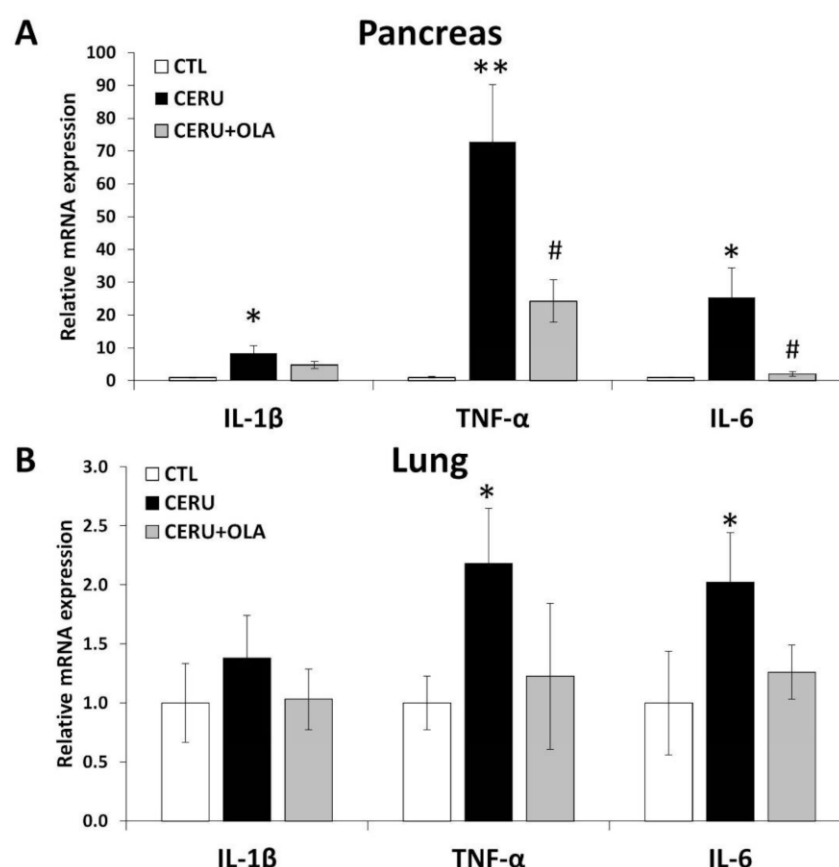 A Pancreas
Relative mRNA expression
100
90
80
70
60
50
40
30
20
10
0
CTL
CERU
CERU+OLA
*
**
#
*
#
IL-1β TNF-α IL-6
B Lung
Relative mRNA expression
3.0
2.5
2.0
1.5
1.0
0.5
0.0
CTL
CERU
CERU+OLA
*
*
IL-1β TNF-α IL-6